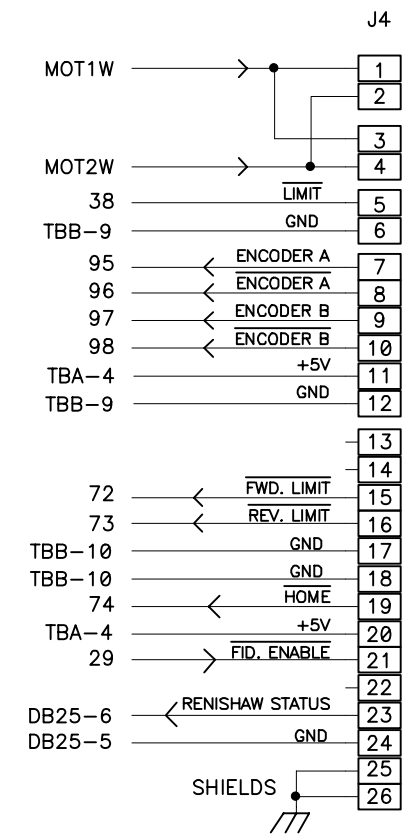 J4
MOT1W 1
2
3
MOT2W 4
38 LIMIT 5
TBB-9 GND 6
95 ENCODER A 7
96 ENCODER A 8
97 ENCODER B 9
98 ENCODER B 10
TBA-4 +5V 11
TBB-9 GND 12
13
14
72 FWD. LIMIT 15
73 REV. LIMIT 16
TBB-10 GND 17
TBB-10 GND 18
74 HOME 19
TBA-4 +5V 20
29 FID. ENABLE 21
22
DB25-6 RENISHAW STATUS 23
DB25-5 GND 24
25
SHIELDS 26